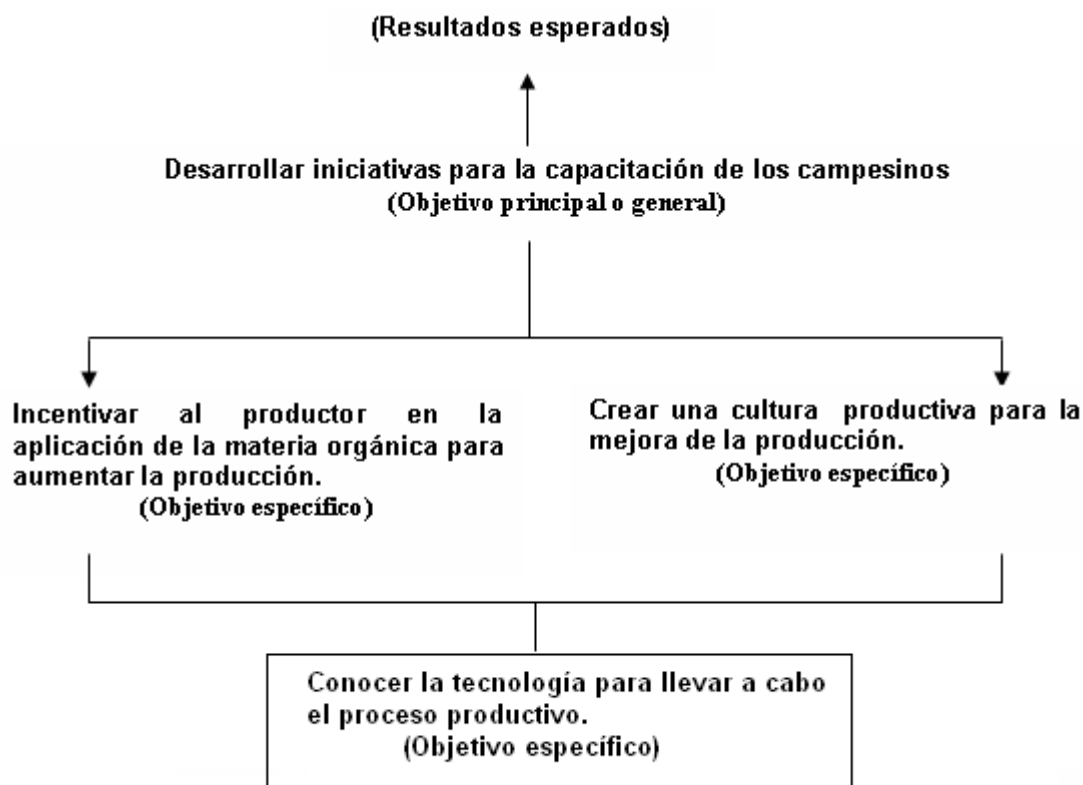 (Resultados esperados)
Desarrollar iniciativas para la capacitación de los campesinos
(Objetivo principal o general)
Incentivar al productor en la
aplicación de la materia orgánica para
aumentar la producción.
(Objetivo específico)
Crear una cultura productiva para la
mejora de la producción.
(Objetivo específico)
Conocer la tecnología para llevar a cabo
el proceso productivo.
(Objetivo específico)